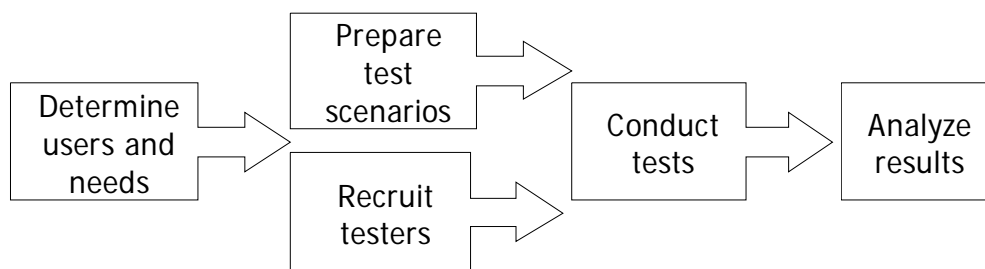 Determine
users and
needs
Prepare
test
scenarios
Recruit
testers
Conduct
tests
Analyze
results